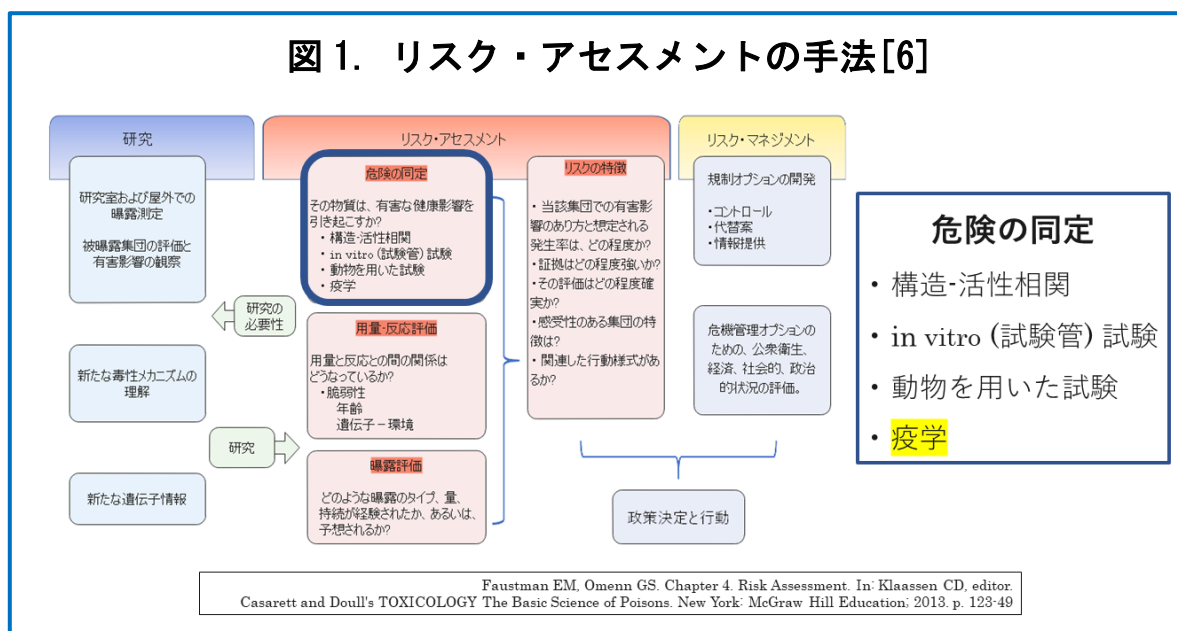 図1. リスク・アセスメントの手法[6]
研究
研究室および屋外での
曝露測定
被曝露集団の評価と
有害影響の観察
研究の
必要性
新たな毒性メカニズムの
理解
研究
新たな遺伝子情報
リスク・アセスメント
危険の同定
その物質は、有害な健康影響を
引き起こすか?
・構造-活性相関
・in vitro (試験管) 試験
・動物を用いた試験
・疫学
用量-反応評価
用量と反応との間の関係は
どうなっているか?
・脆弱性
年齢
遺伝子－環境
曝露評価
どのような曝露のタイプ、量、
持続が経験されたか、あるいは、
予想されるか?
リスクの特徴
・当該集団での有害影
響のあり方と想定される
発生率は、どの程度か?
・証拠はどの程度強いか?
・その評価はどの程度確
実か?
・感受性のある集団の特
徴は?
・関連した行動様式があ
るか?
リスク・マネジメント
規制オプションの開発
・コントロール
・代替案
・情報提供
危機管理オプションの
ための、公衆衛生、
経済、社会的、政治
的状況の評価。
政策決定と行動
危険の同定
・構造-活性相関
・in vitro (試験管) 試験
・動物を用いた試験
・疫学
Faustman EM, Omenn GS. Chapter 4. Risk Assessment. In: Klaassen CD, editor.
Casarett and Doull's TOXICOLOGY The Basic Science of Poisons. New York: McGraw Hill Education; 2013. p. 123-49